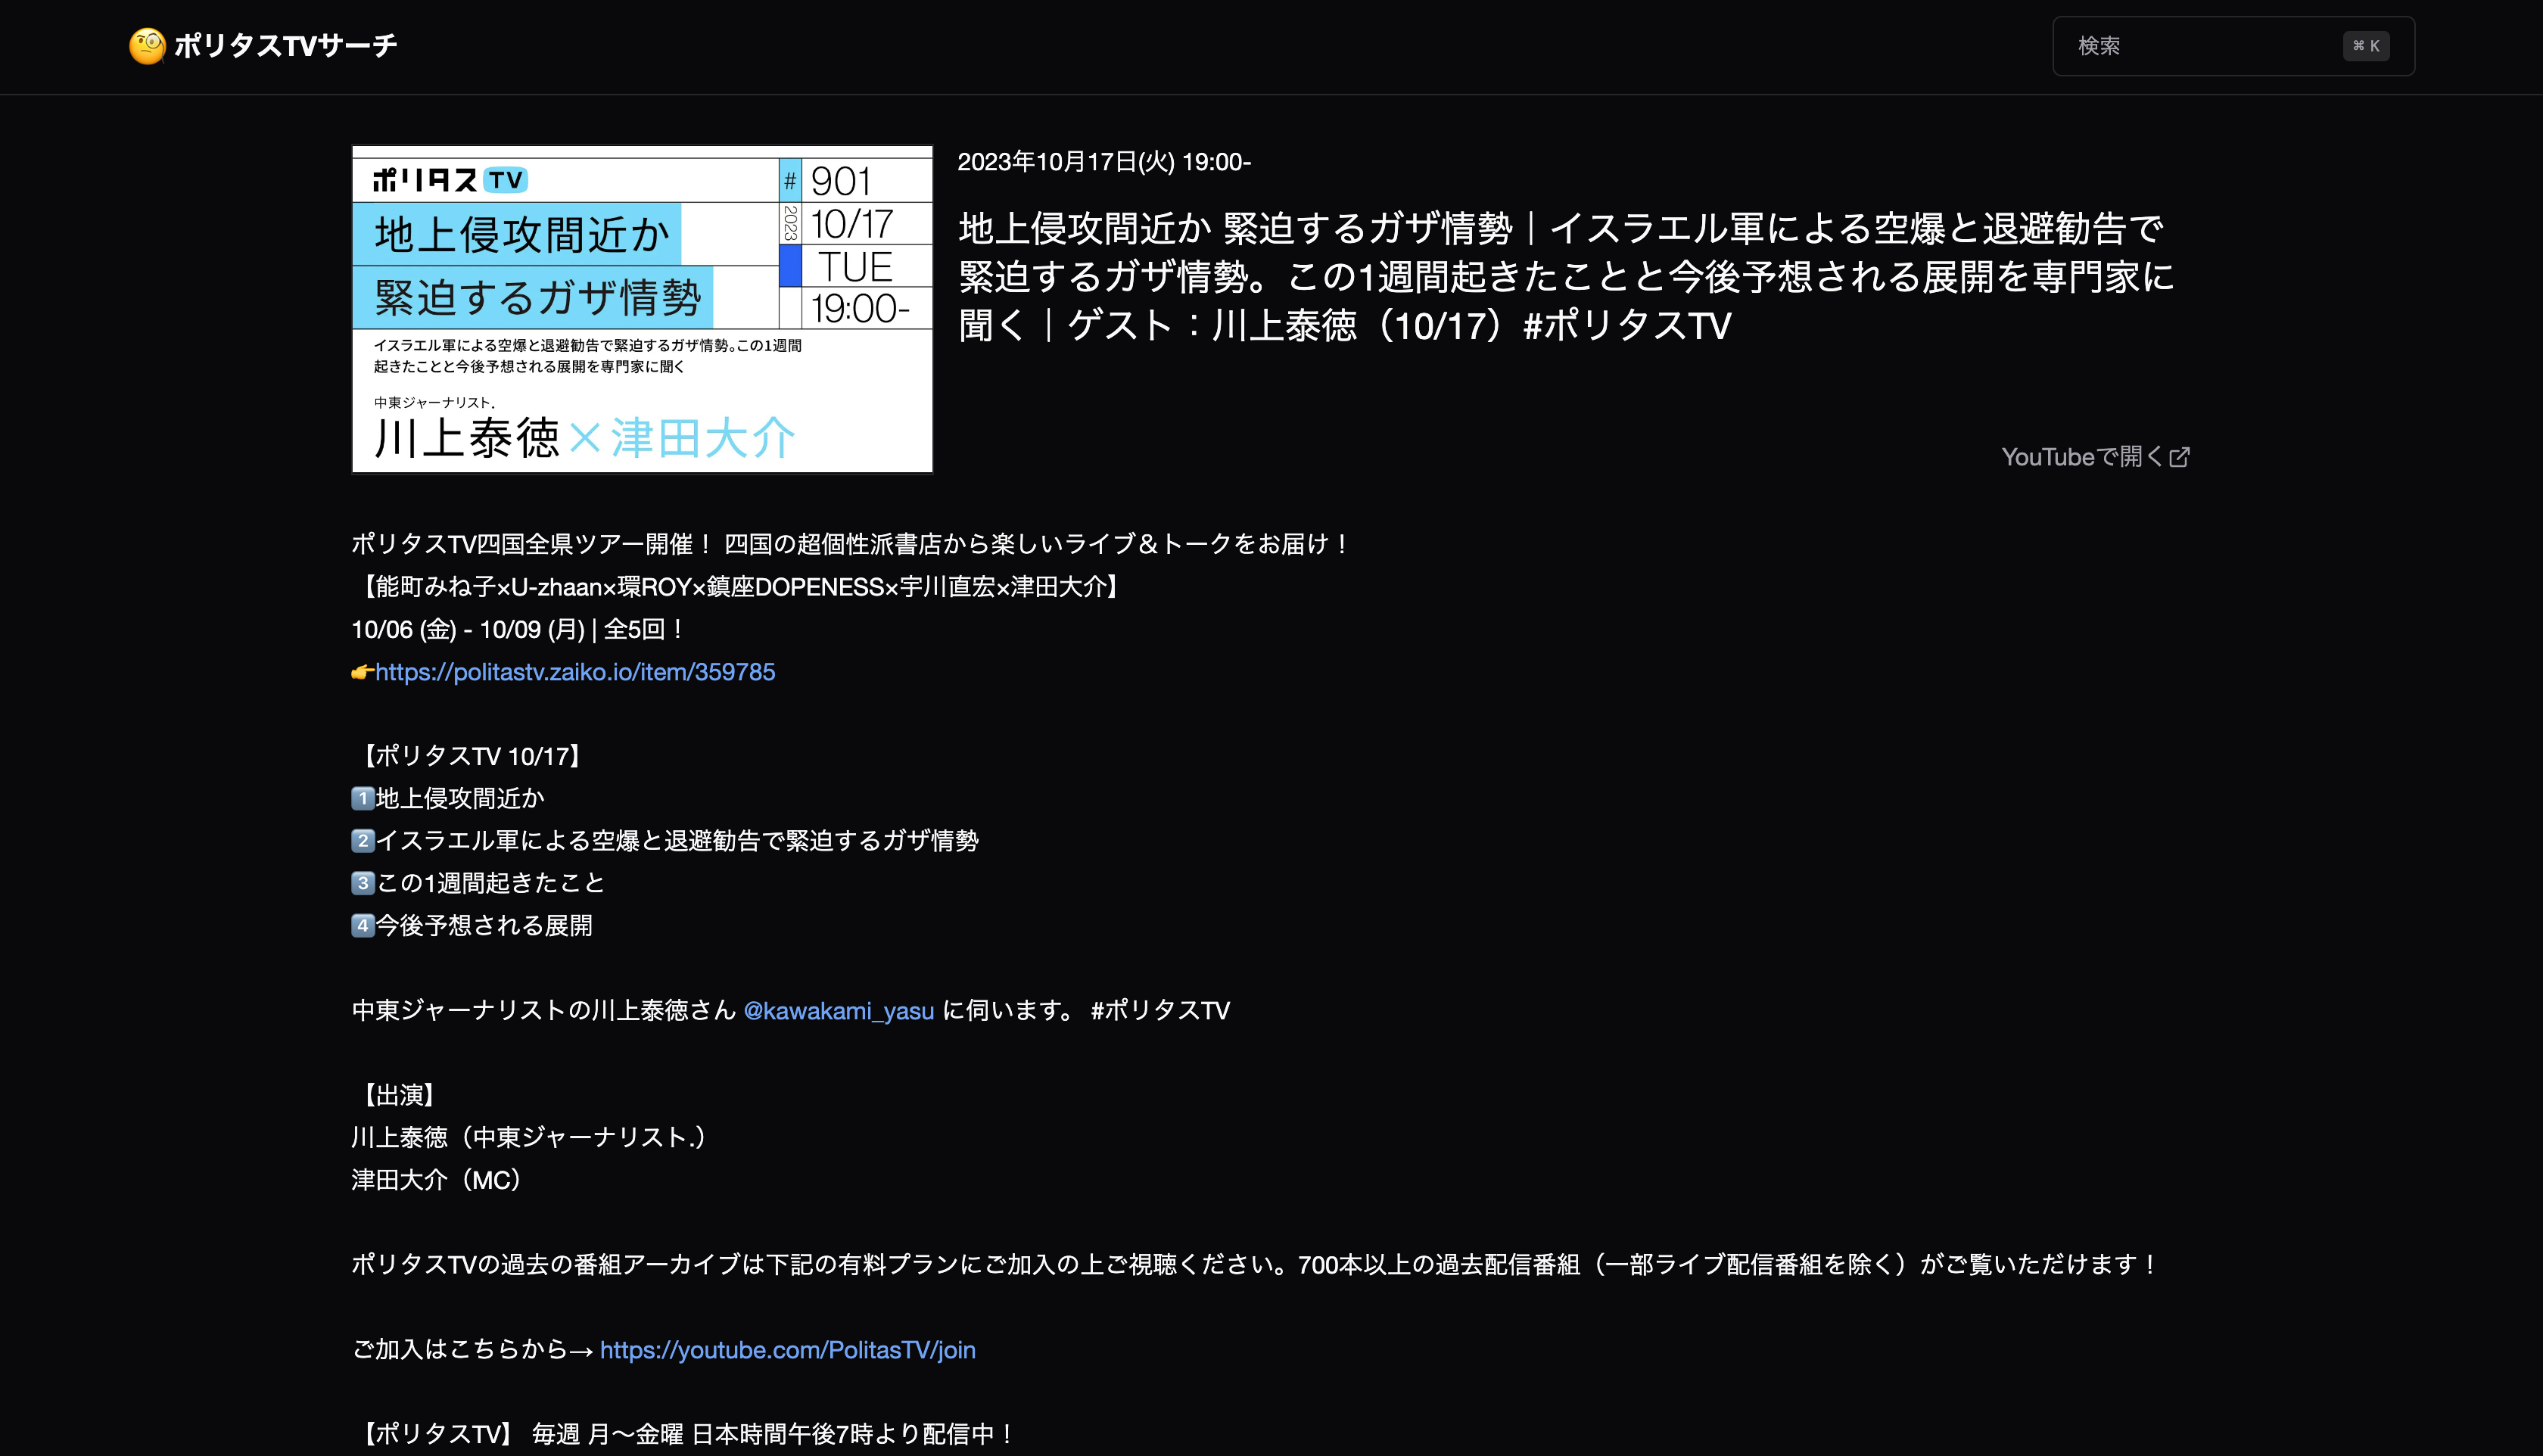 🧐 ポリタスTVサーチ
検索
⌘ K
ポリタスTV
# 901
地上侵攻間近か
2023 10/17
緊迫するガザ情勢
TUE
19:00-
イスラエル軍による空爆と退避勧告で緊迫するガザ情勢。この1週間
起きたことと今後予想される展開を専門家に聞く
中東ジャーナリスト.
川上泰徳×津田大介
2023年10月17日(火) 19:00-
地上侵攻間近か 緊迫するガザ情勢｜イスラエル軍による空爆と退避勧告で
緊迫するガザ情勢。この1週間起きたことと今後予想される展開を専門家に
聞く｜ゲスト：川上泰徳（10/17）#ポリタスTV
YouTubeで開く
ポリタスTV四国全県ツアー開催！ 四国の超個性派書店から楽しいライブ＆トークをお届け！
【能町みね子×U-zhaan×環ROY×鎮座DOPENESS×宇川直宏×津田大介】
10/06 (金) - 10/09 (月) | 全5回！
👉https://politastv.zaiko.io/item/359785
【ポリタスTV 10/17】
1️⃣地上侵攻間近か
2️⃣イスラエル軍による空爆と退避勧告で緊迫するガザ情勢
3️⃣この1週間起きたこと
4️⃣今後予想される展開
中東ジャーナリストの川上泰徳さん @kawakami_yasu に伺います。 #ポリタスTV
【出演】
川上泰徳（中東ジャーナリスト.）
津田大介（MC）
ポリタスTVの過去の番組アーカイブは下記の有料プランにご加入の上ご視聴ください。700本以上の過去配信番組（一部ライブ配信番組を除く）がご覧いただけます！
ご加入はこちらから→ https://youtube.com/PolitasTV/join
【ポリタスTV】 毎週 月〜金曜 日本時間午後7時より配信中！